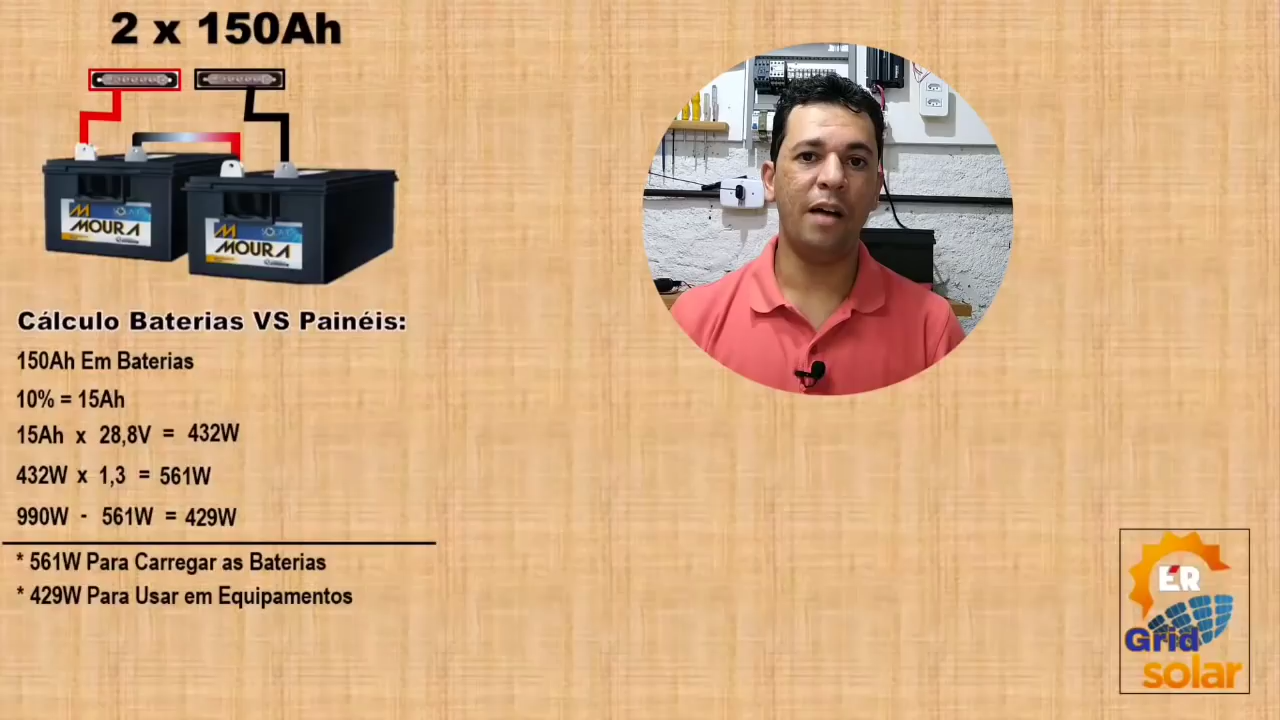 2 x 150Ah
MOURA
MOURA
Cálculo Baterias VS Painéis:
150Ah Em Baterias
10% = 15Ah
15Ah x 28,8V = 432W
432W x 1,3 = 561W
990W - 561W = 429W
* 561W Para Carregar as Baterias
* 429W Para Usar em Equipamentos
ER
Grid
solar